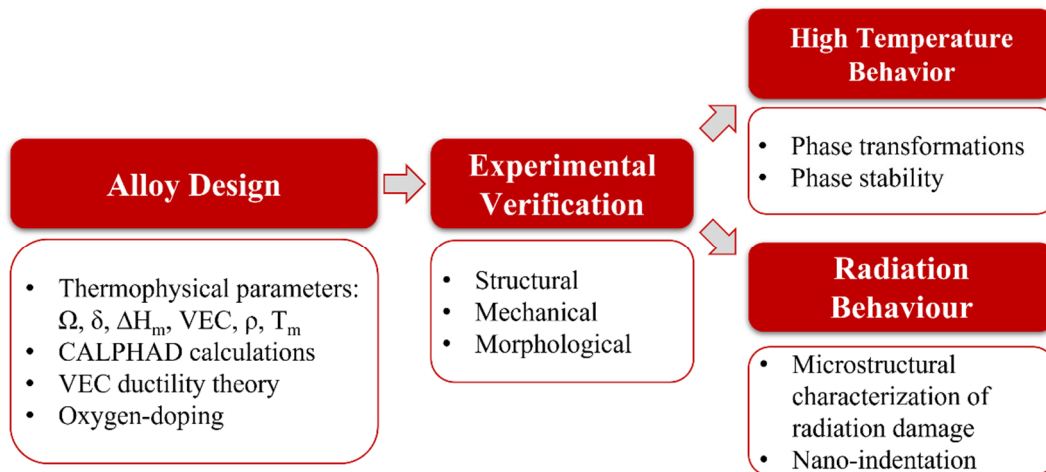 Alloy Design
• Thermophysical parameters:
Ω, δ, ΔHm, VEC, ρ, Tm
• CALPHAD calculations
• VEC ductility theory
• Oxygen-doping
Experimental
Verification
• Structural
• Mechanical
• Morphological
High Temperature
Behavior
• Phase transformations
• Phase stability
Radiation
Behaviour
• Microstructural
characterization of
radiation damage
• Nano-indentation